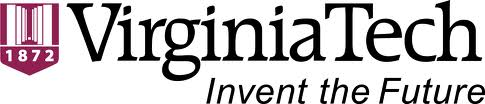 1872
VirginiaTech
Invent the Future